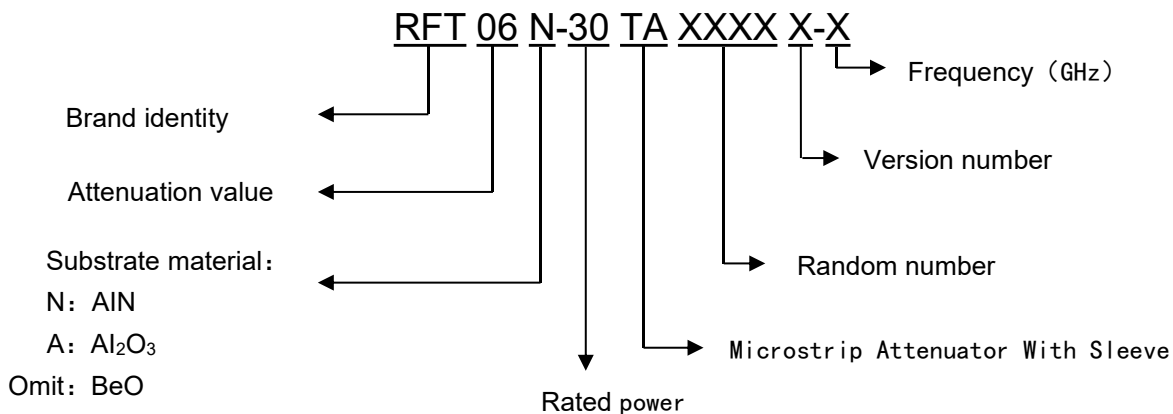 RFT 06 N-30 TA XXXX X-X
Frequency（GHz）
Brand identity
Version number
Attenuation value
Substrate material：
Random number
N：AlN
A：Al₂O₃
Microstrip Attenuator With Sleeve
Omit：BeO
Rated power